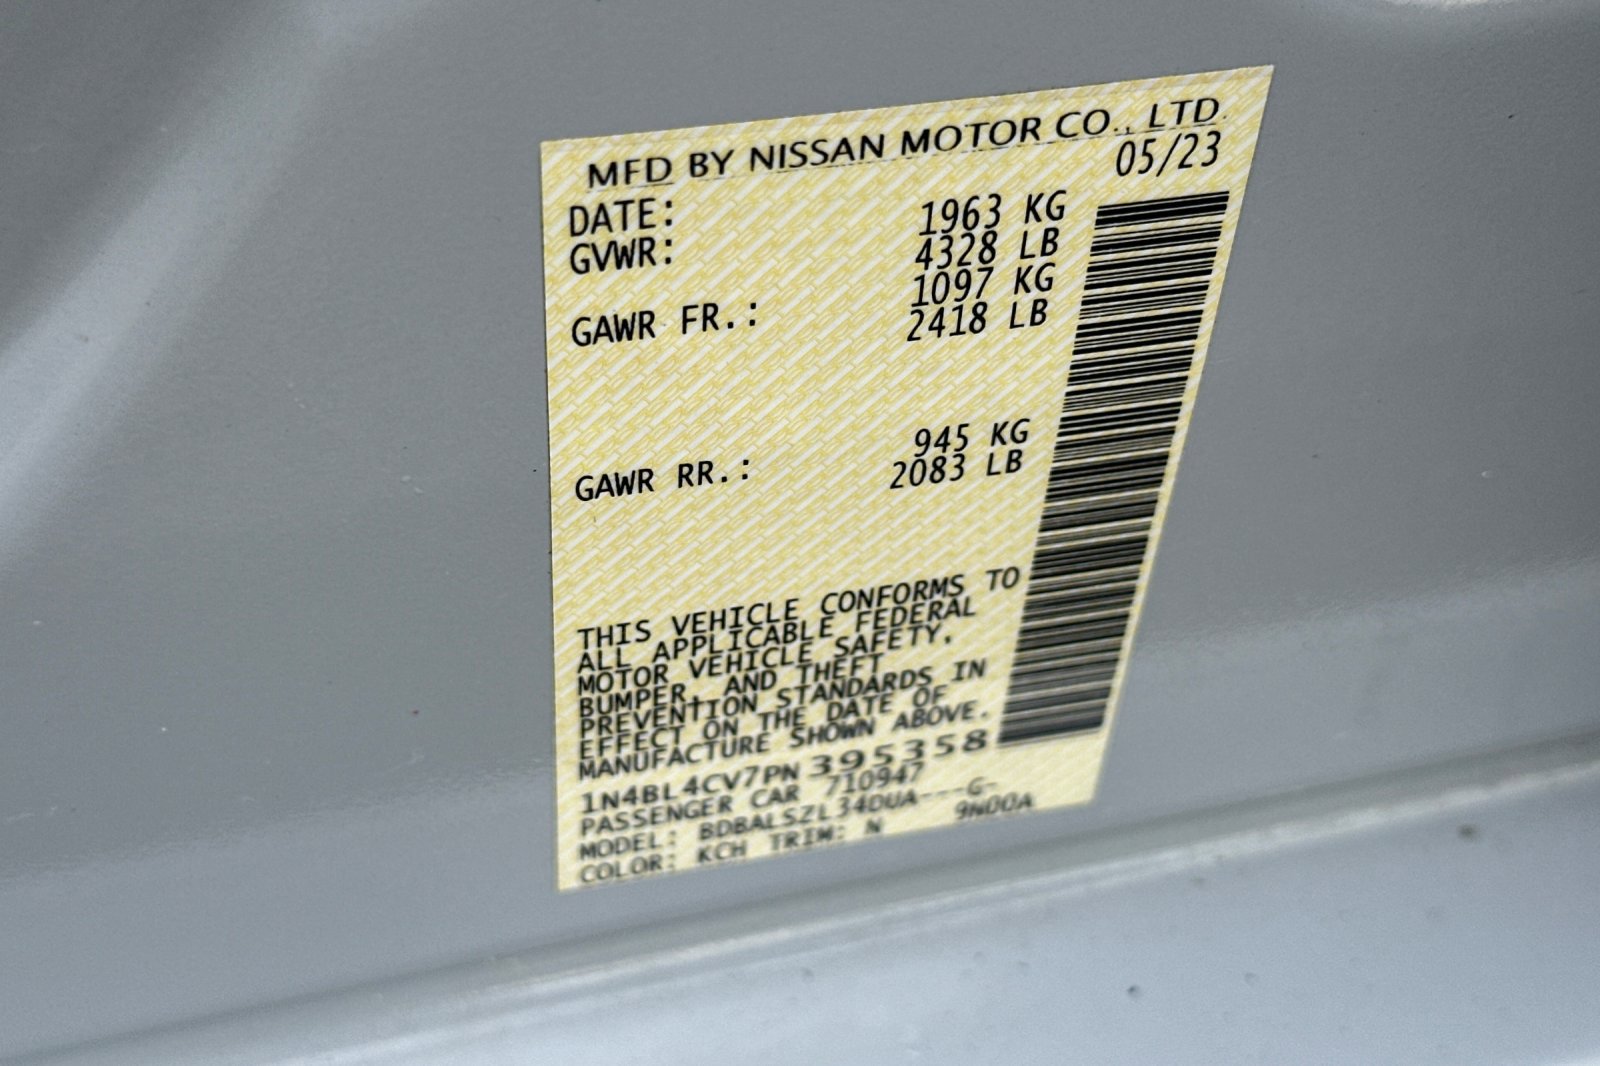 MFD BY NISSAN MOTOR CO., LTD.
DATE: 05/23
GVWR: 1963 KG
4328 LB
GAWR FR.: 1097 KG
2418 LB
GAWR RR.: 945 KG
2083 LB
THIS VEHICLE CONFORMS TO
ALL APPLICABLE FEDERAL
MOTOR VEHICLE SAFETY,
BUMPER, AND THEFT
PREVENTION STANDARDS IN
EFFECT ON THE DATE OF
MANUFACTURE SHOWN ABOVE.
1N4BL4CV7PN395358
PASSENGER CAR 710947
MODEL: BDBALSZL34DUA---G-
COLOR: KCH TRIM: N 9N00A